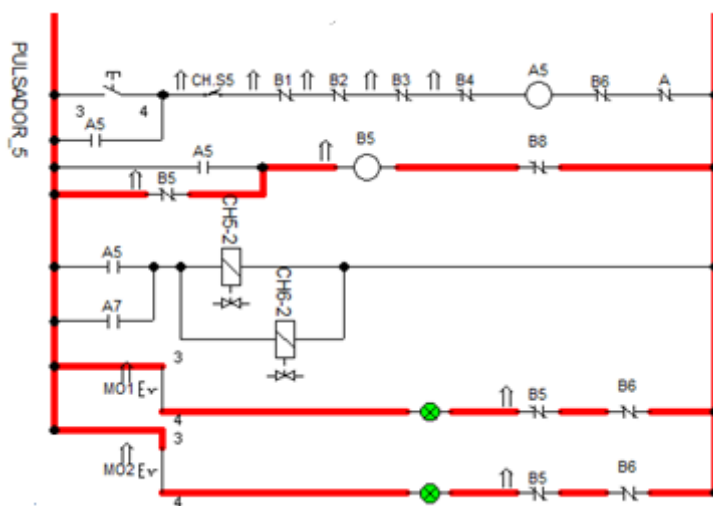 PULSADOR_5
3 4 CH.S5 B1 B2 B3 B4 A5 B6 A
A5
A5 B5 B8
B5
A5 CH5-2
A7 CH6-2
3
MO1
4 B5 B6
3
MO2
4 B5 B6